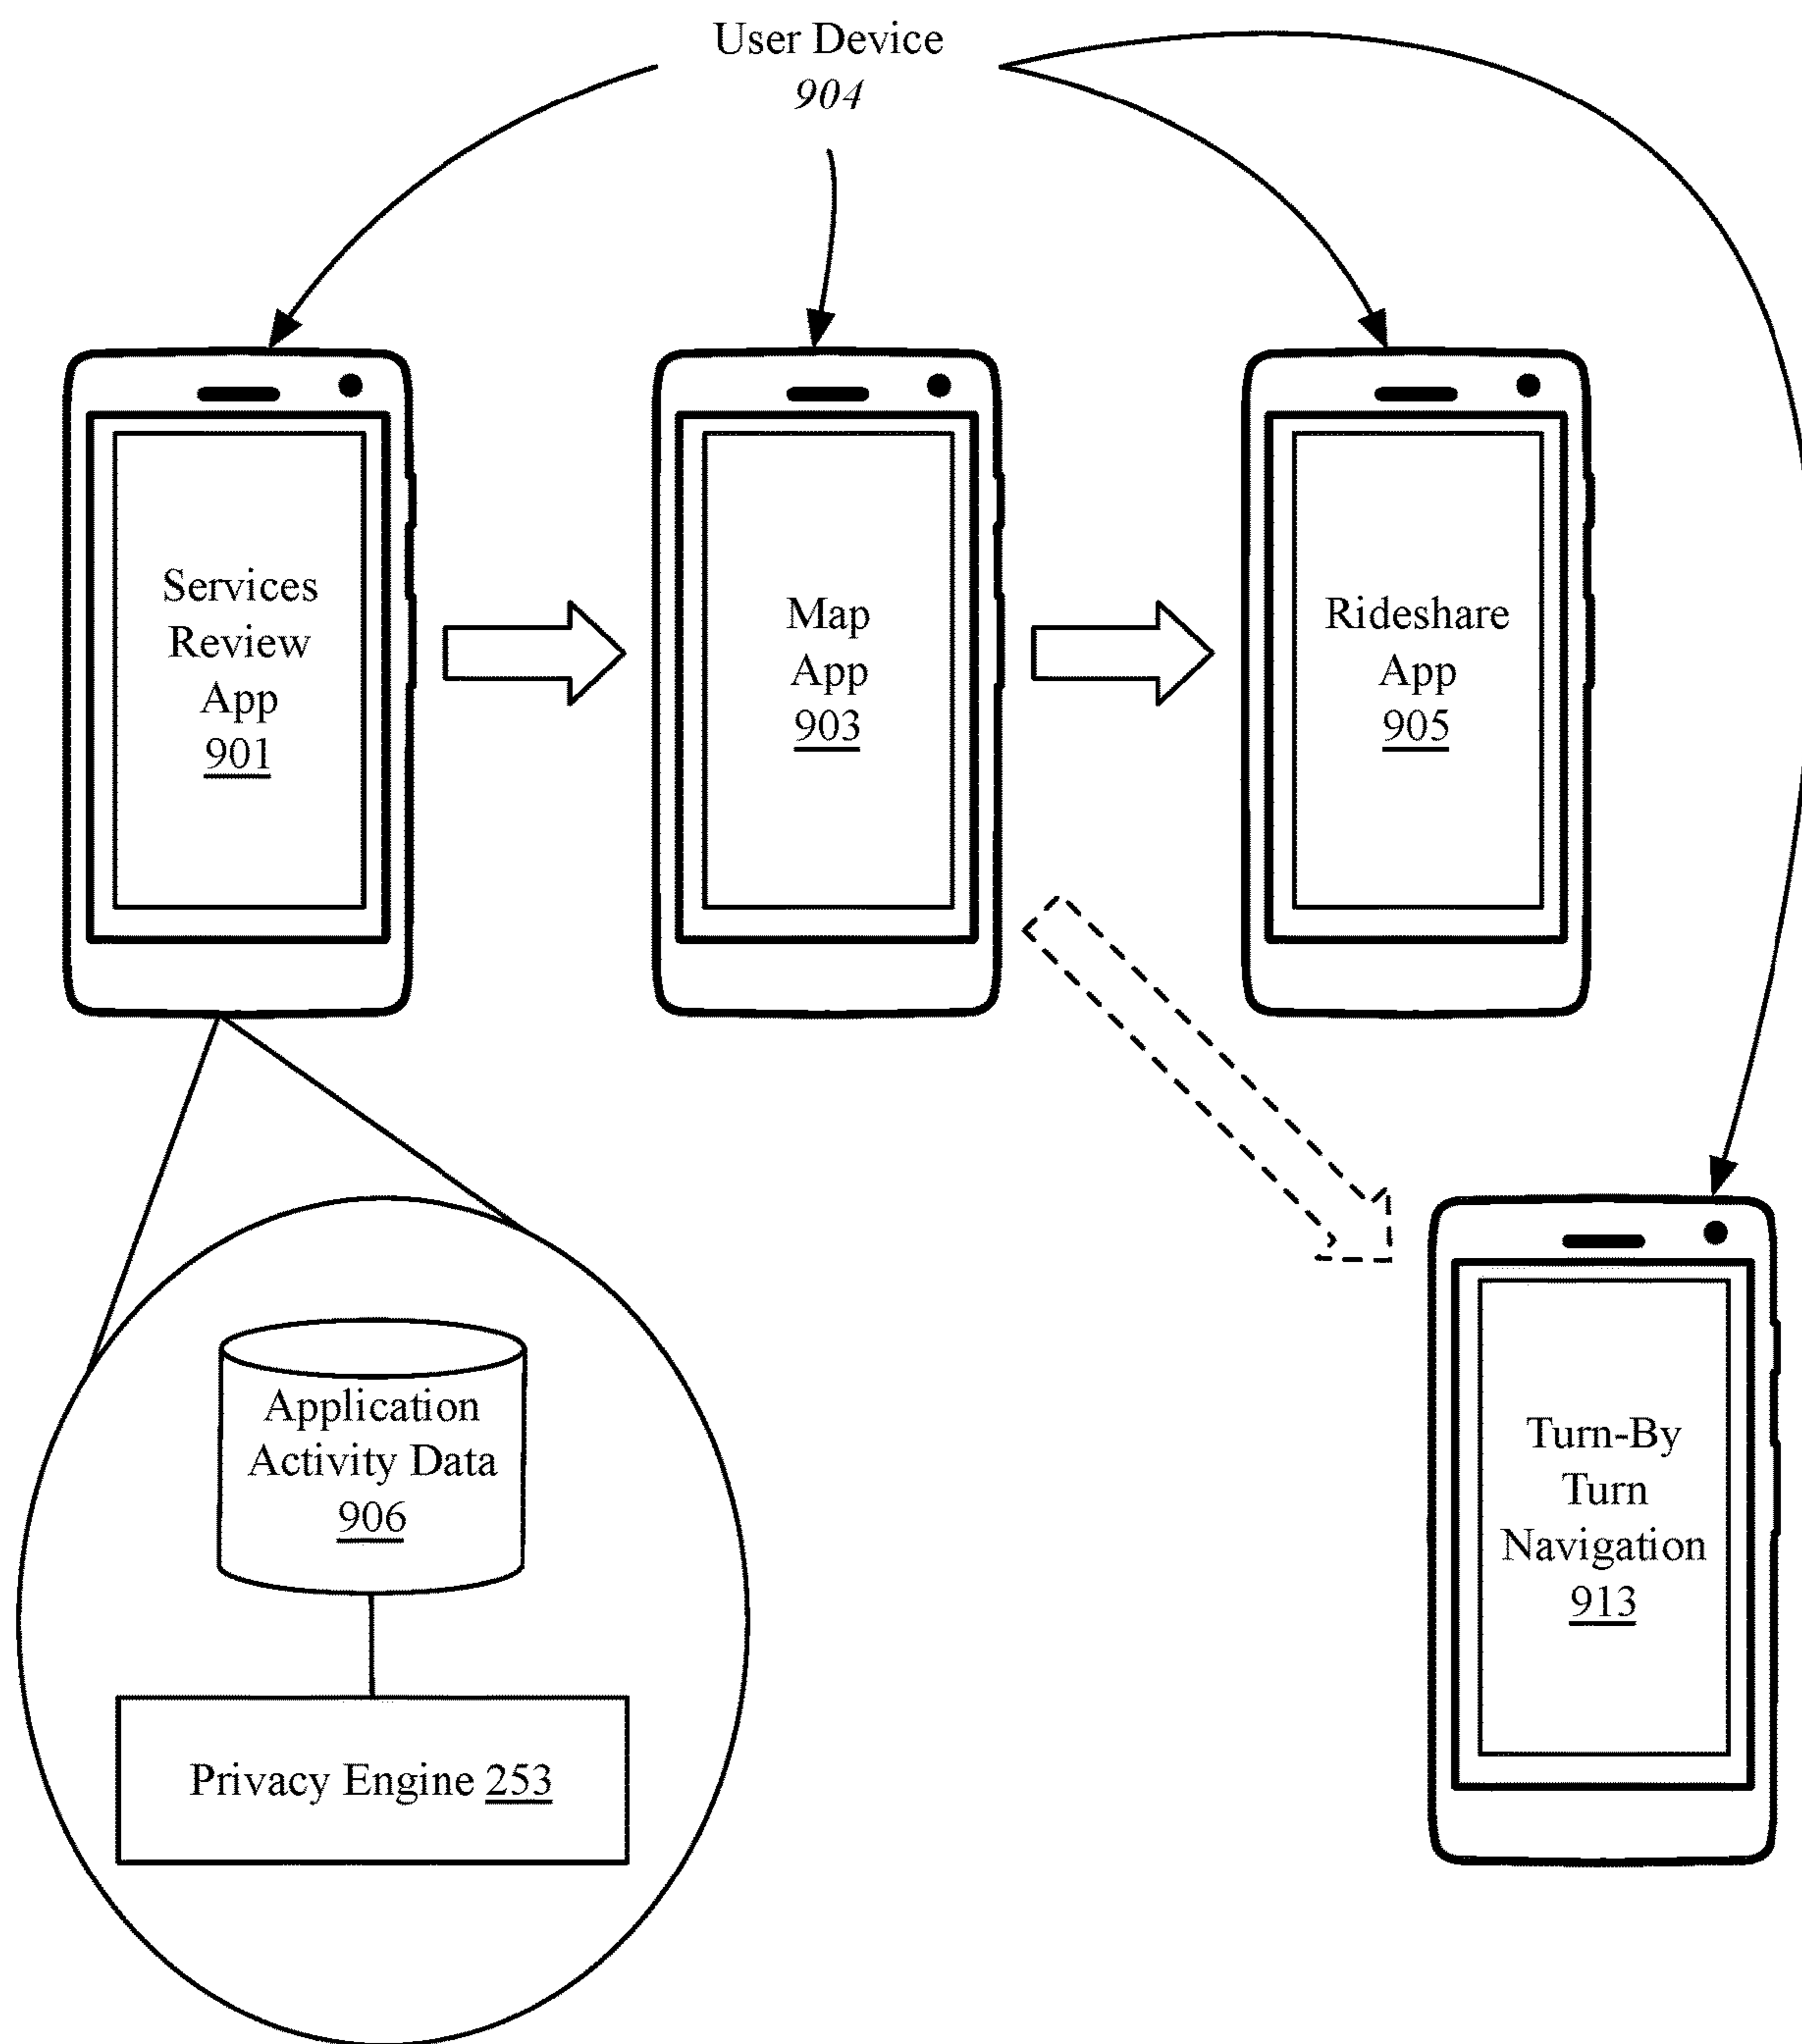 User Device
904
Services
Review
App
901
Map
App
903
Rideshare
App
905
Application
Activity Data
906
Privacy Engine 253
Turn-By
Turn
Navigation
913